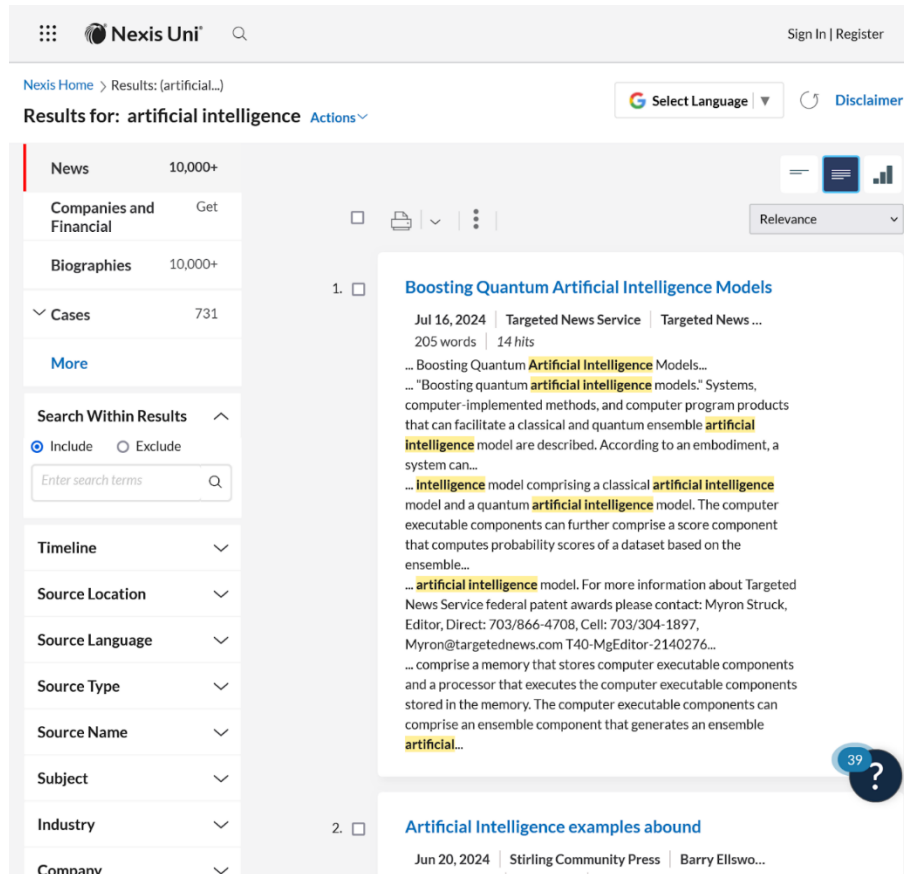 Nexis Uni®
Sign In | Register
Nexis Home > Results: (artificial...)
Results for: artificial intelligence Actions
Select Language ▼
Disclaimer
News 10,000+
Companies and Financial Get
Biographies 10,000+
Cases 731
More
Search Within Results
Include Exclude
Enter search terms
Timeline
Source Location
Source Language
Source Type
Source Name
Subject
Industry
Company
Relevance
1. Boosting Quantum Artificial Intelligence Models
Jul 16, 2024 | Targeted News Service | Targeted News ...
205 words | 14 hits
... Boosting Quantum Artificial Intelligence Models...
... "Boosting quantum artificial intelligence models." Systems,
computer-implemented methods, and computer program products
that can facilitate a classical and quantum ensemble artificial
intelligence model are described. According to an embodiment, a
system can...
... intelligence model comprising a classical artificial intelligence
model and a quantum artificial intelligence model. The computer
executable components can further comprise a score component
that computes probability scores of a dataset based on the
ensemble...
... artificial intelligence model. For more information about Targeted
News Service federal patent awards please contact: Myron Struck,
Editor, Direct: 703/866-4708, Cell: 703/304-1897,
Myron@targetednews.com T40-MgEditor-2140276...
... comprise a memory that stores computer executable components
and a processor that executes the computer executable components
stored in the memory. The computer executable components can
comprise an ensemble component that generates an ensemble
artificial...
39
?
2. Artificial Intelligence examples abound
Jun 20, 2024 | Stirling Community Press | Barry Ellswo...